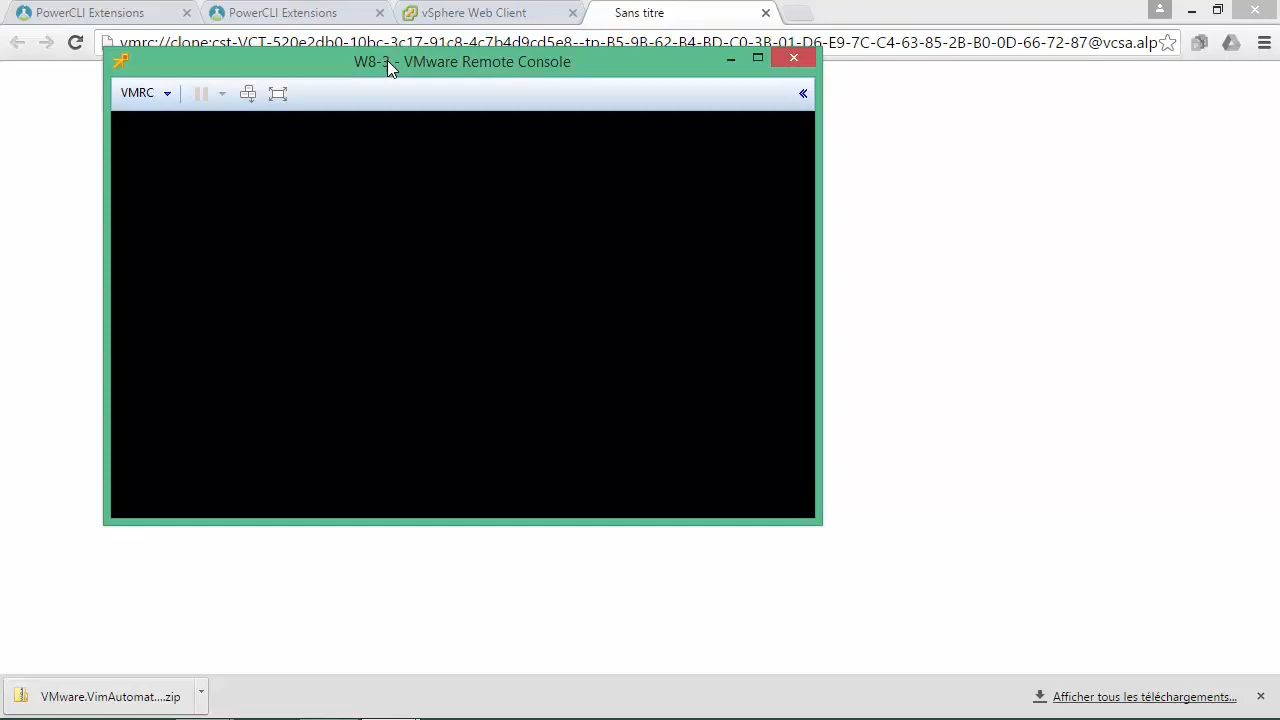 PowerCLI Extensions
PowerCLI Extensions
vSphere Web Client
Sans titre
vmrc://clone:cst-VCT-520e2db0-10bc-3c17-91c8-4c7b4d9cd5e8--tp-B5-9B-62-B4-BD-C0-3B-01-D6-E9-7C-C4-63-85-2B-B0-0D-66-72-87@vcsa.alp
W8-3 - VMware Remote Console
VMRC
VMware.VimAutomat....zip
Afficher tous les téléchargements...